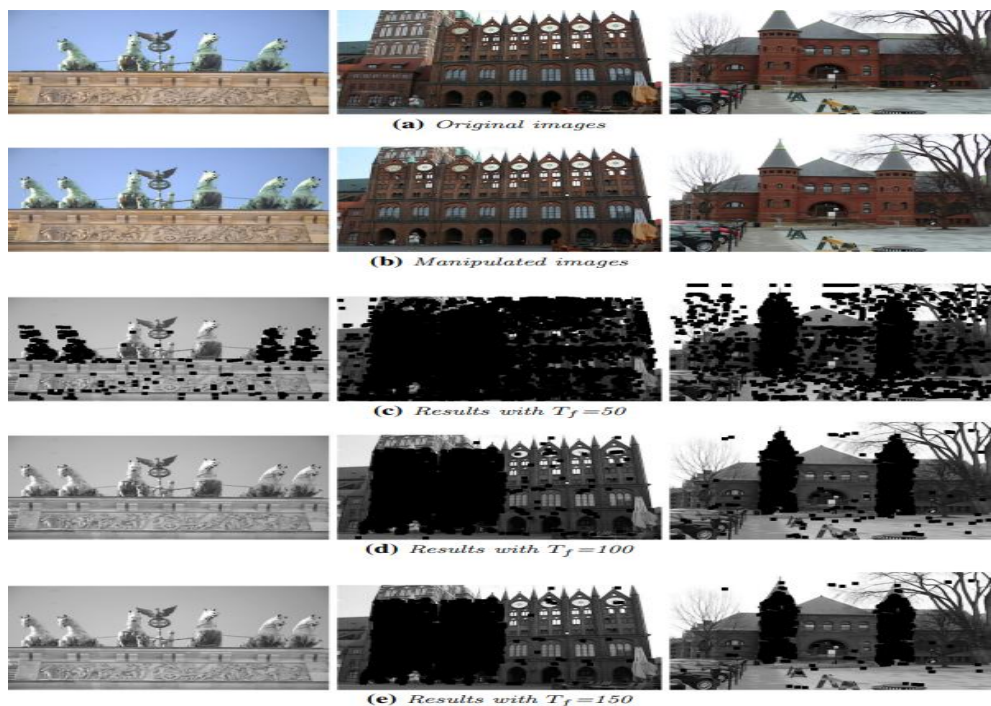 (a) Original images
(b) Manipulated images
(c) Results with T_f=50
(d) Results with T_f=100
(e) Results with T_f=150